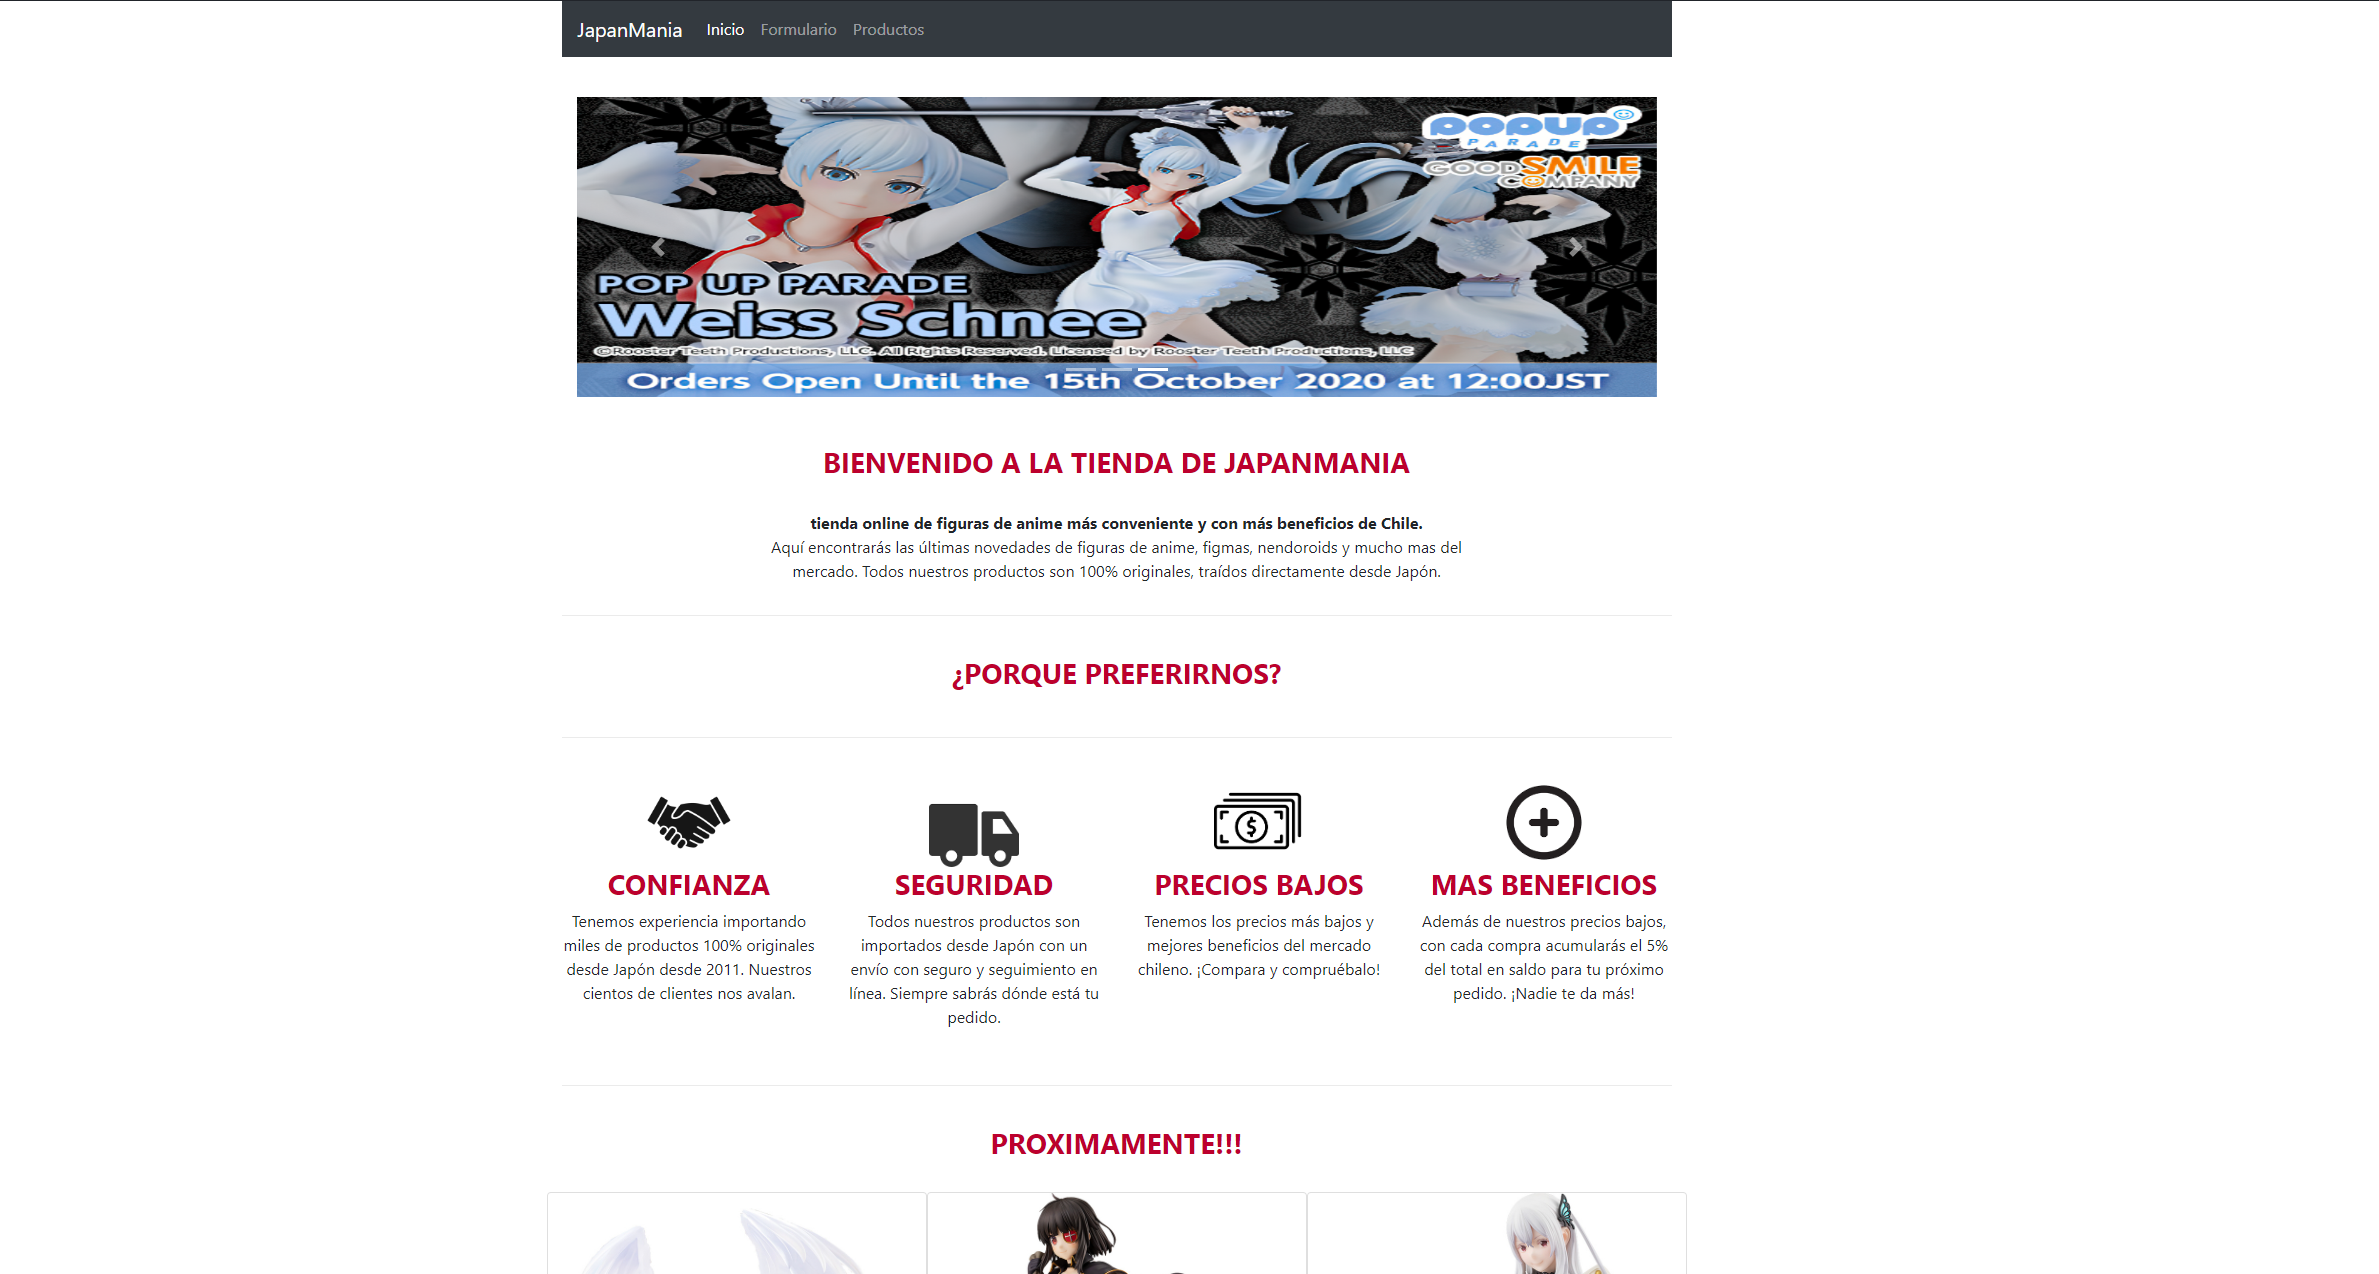 JapanMania Inicio Formulario Productos
POPUP
PARADE
GOODSMILE
COMPANY
POP UP PARADE
Weiss Schnee
©Rooster Teeth Productions, LLC. All Rights Reserved. Licensed by Rooster Teeth Productions, LLC
Orders Open Until the 15th October 2020 at 12:00JST
BIENVENIDO A LA TIENDA DE JAPANMANIA
tienda online de figuras de anime más conveniente y con más beneficios de Chile.
Aquí encontrarás las últimas novedades de figuras de anime, figmas, nendoroids y mucho mas del
mercado. Todos nuestros productos son 100% originales, traídos directamente desde Japón.
¿PORQUE PREFERIRNOS?
CONFIANZA
Tenemos experiencia importando
miles de productos 100% originales
desde Japón desde 2011. Nuestros
cientos de clientes nos avalan.
SEGURIDAD
Todos nuestros productos son
importados desde Japón con un
envío con seguro y seguimiento en
línea. Siempre sabrás dónde está tu
pedido.
PRECIOS BAJOS
Tenemos los precios más bajos y
mejores beneficios del mercado
chileno. ¡Compara y compruébalo!
MAS BENEFICIOS
Además de nuestros precios bajos,
con cada compra acumularás el 5%
del total en saldo para tu próximo
pedido. ¡Nadie te da más!
PROXIMAMENTE!!!